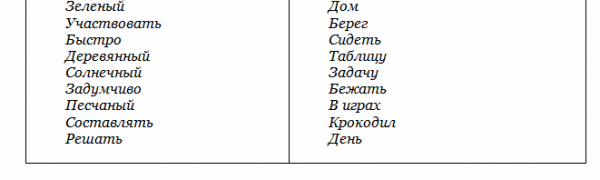 Зеленый Дом
Участвовать Берег
Быстро Сидеть
Деревянный Таблицу
Солнечный Задачу
Задумчиво Бежать
Песчаный В играх
Составлять Крокодил
Решать День